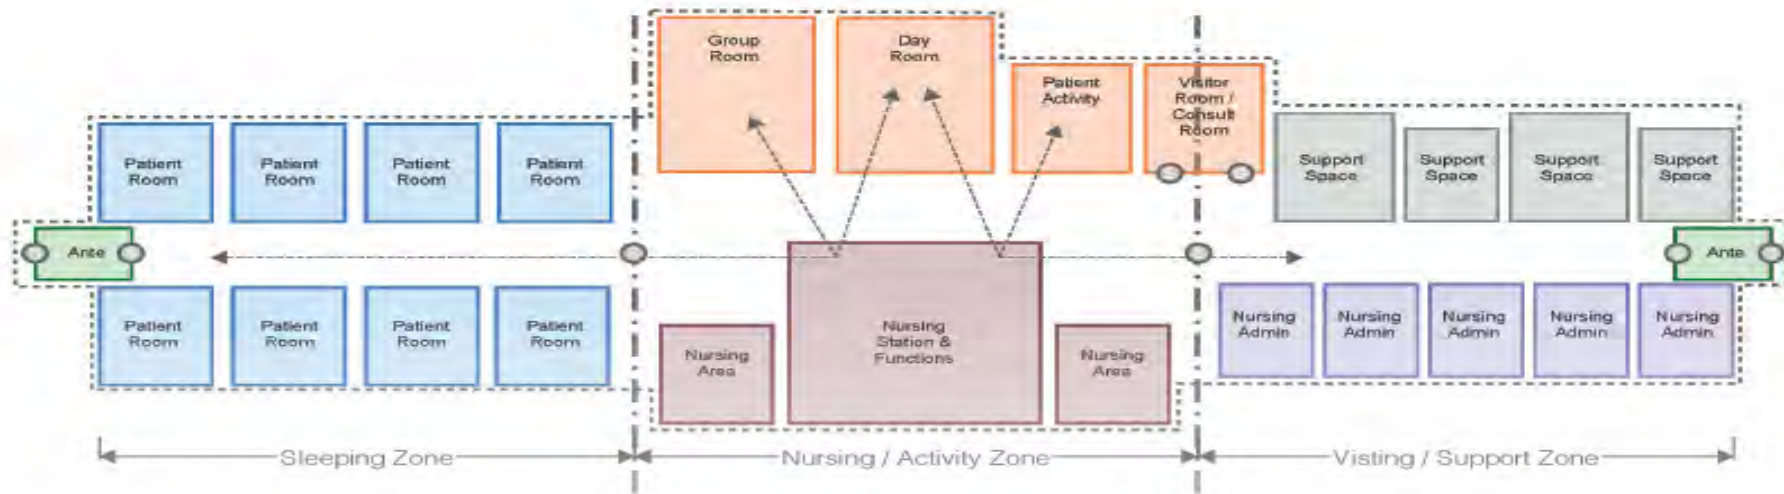 Group
Room
Day
Room
Patient
Activity
Visitor
Room /
Consult
Room
Patient
Room
Patient
Room
Patient
Room
Patient
Room
Support
Space
Support
Space
Support
Space
Support
Space
Ante
Ante
Patient
Room
Patient
Room
Patient
Room
Patient
Room
Nursing
Area
Nursing
Station &
Functions
Nursing
Area
Nursing
Admin
Nursing
Admin
Nursing
Admin
Nursing
Admin
Nursing
Admin
Sleeping Zone
Nursing / Activity Zone
Visting / Support Zone